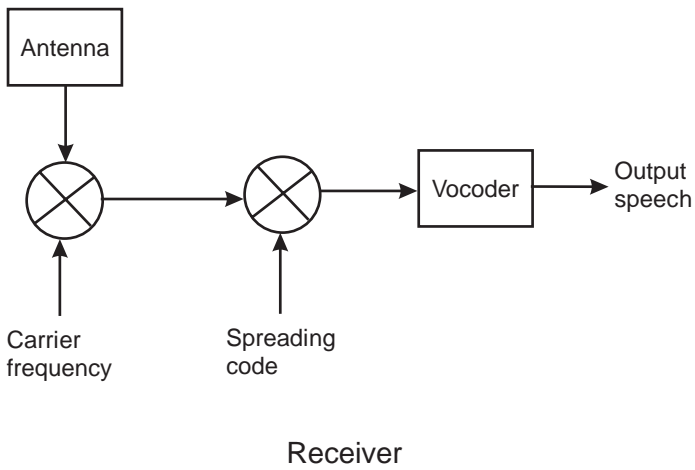 Antenna
Vocoder
Output
speech
Carrier
frequency
Spreading
code
Receiver